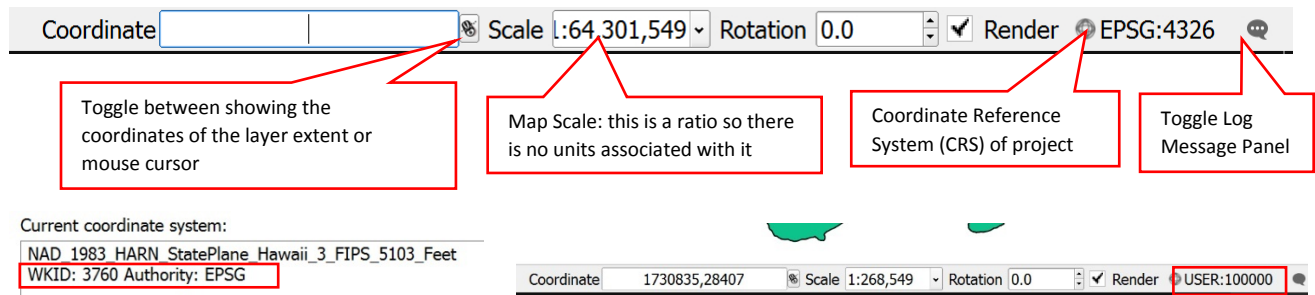 Coordinate Scale 1:64,301,549 Rotation 0.0 Render EPSG:4326
Toggle between showing the
coordinates of the layer extent or
mouse cursor
Map Scale: this is a ratio so there
is no units associated with it
Coordinate Reference
System (CRS) of project
Toggle Log
Message Panel
Current coordinate system:
NAD_1983_HARN_StatePlane_Hawaii_3_FIPS_5103_Feet
WKID: 3760 Authority: EPSG
Coordinate 1730835,28407 Scale 1:268,549 Rotation 0.0 Render USER:100000